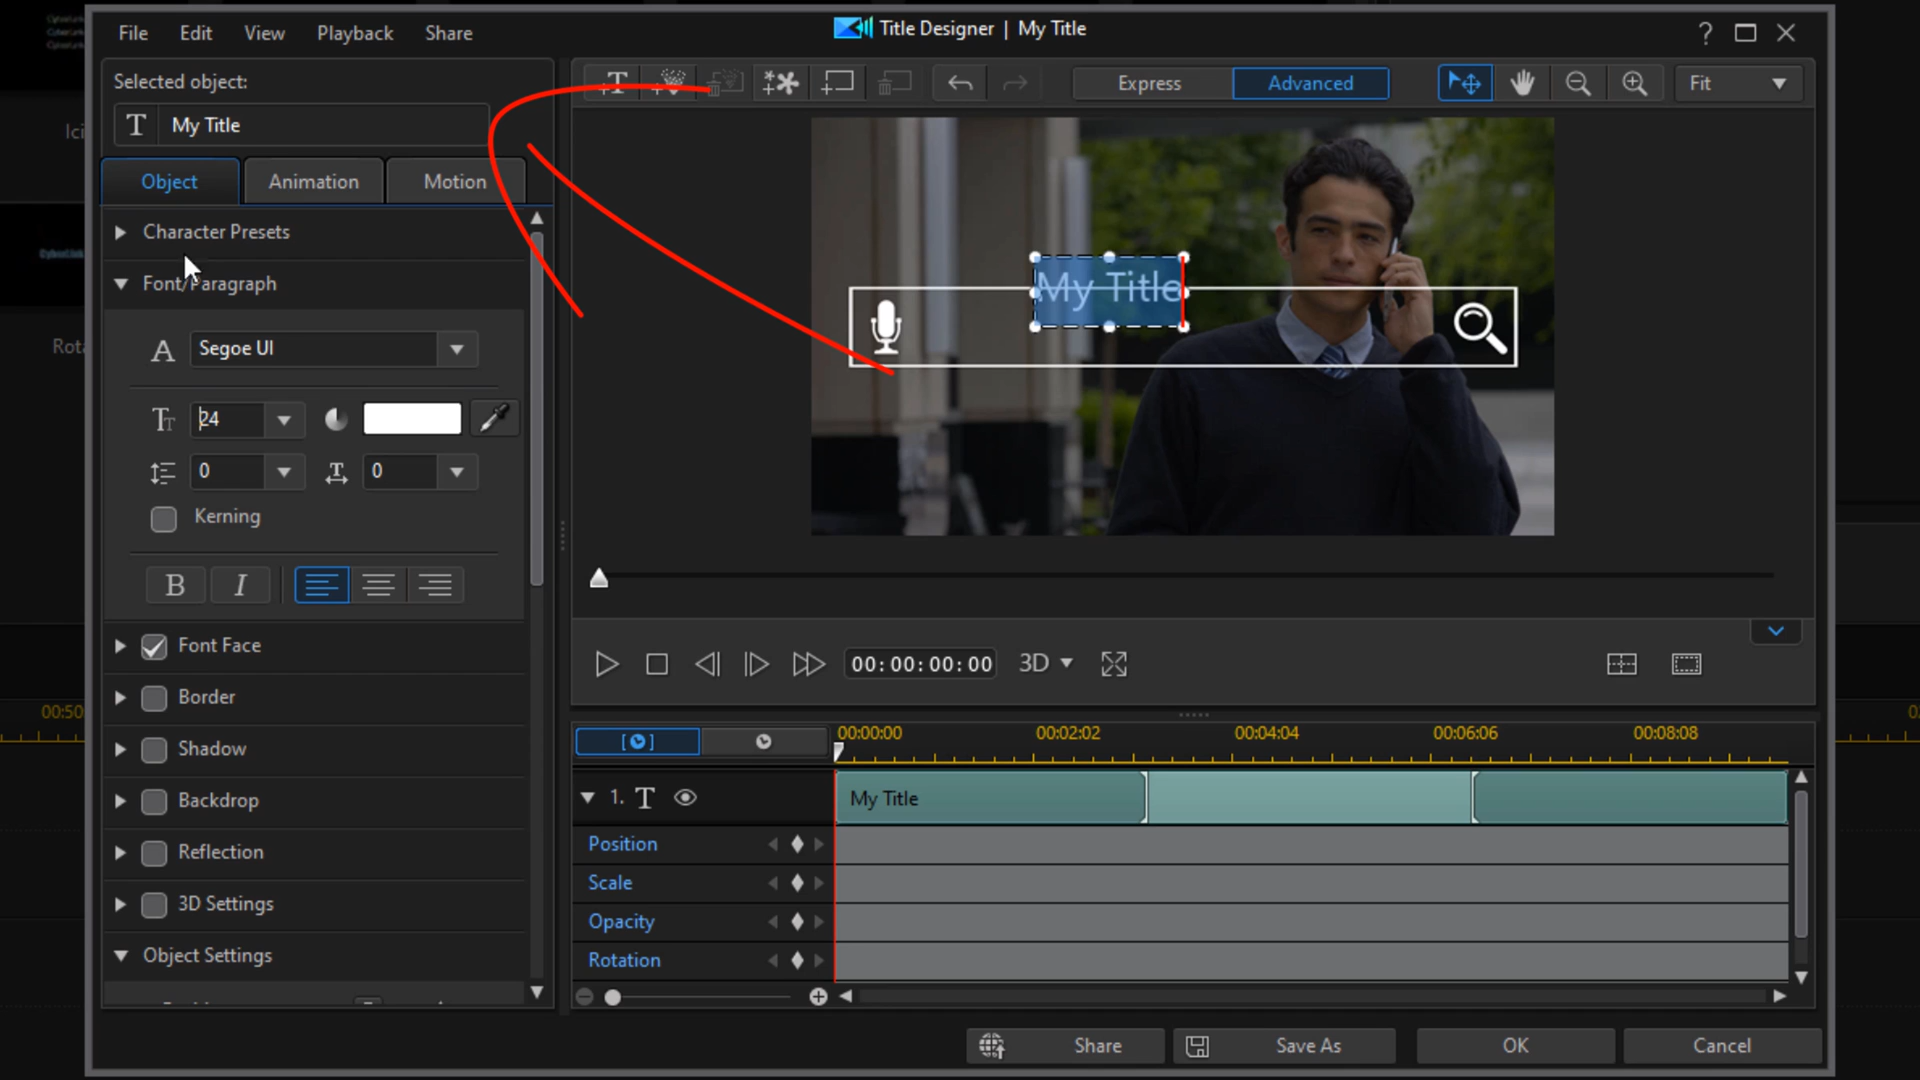 File Edit View Playback Share
Title Designer | My Title
?
Selected object:
T My Title
Express Advanced Fit
Object Animation Motion
Character Presets
Font/Paragraph
Segoe UI
24
0 0
Kerning
B I
Font Face
Border
Shadow
Backdrop
Reflection
3D Settings
Object Settings
My Title
00:00:00:00 3D
00:00:00 00:02:02 00:04:04 00:06:06 00:08:08
1. T My Title
Position
Scale
Opacity
Rotation
Share Save As OK Cancel
00:50